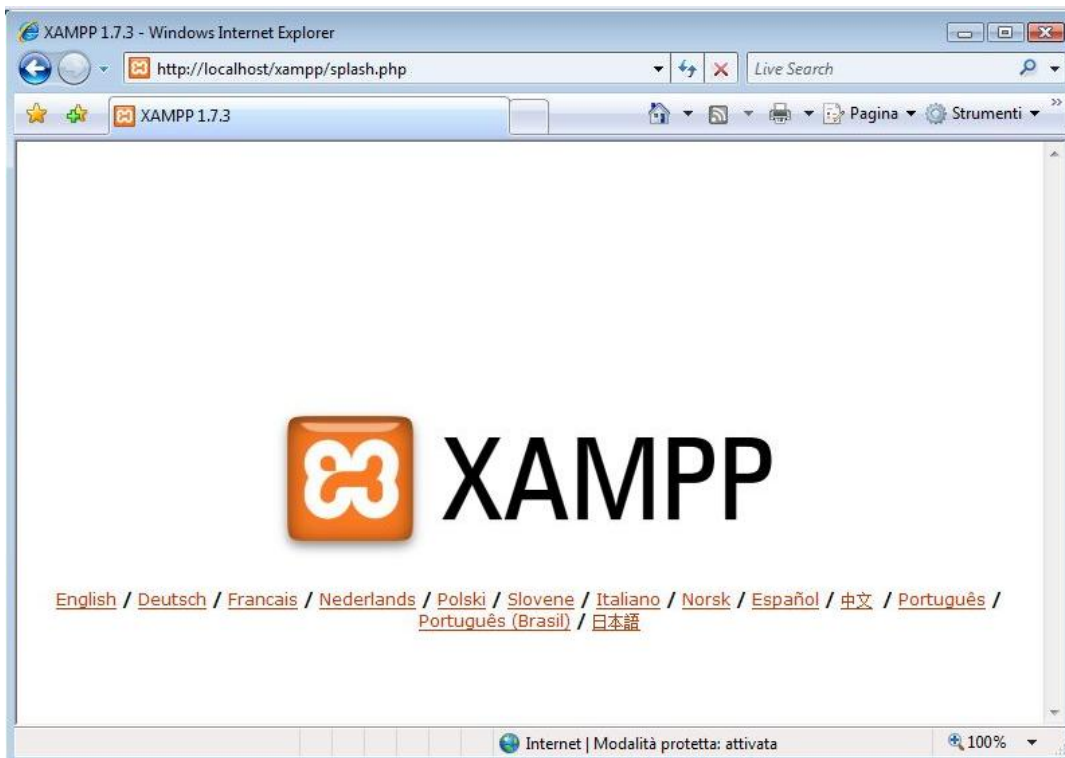 XAMPP 1.7.3 - Windows Internet Explorer
http://localhost/xampp/splash.php
Live Search
XAMPP 1.7.3
Pagina
Strumenti
XAMPP
English / Deutsch / Francais / Nederlands / Polski / Slovene / Italiano / Norsk / Español / 中文 / Português /
Português (Brasil) / 日本語
Internet | Modalità protetta: attivata
100%